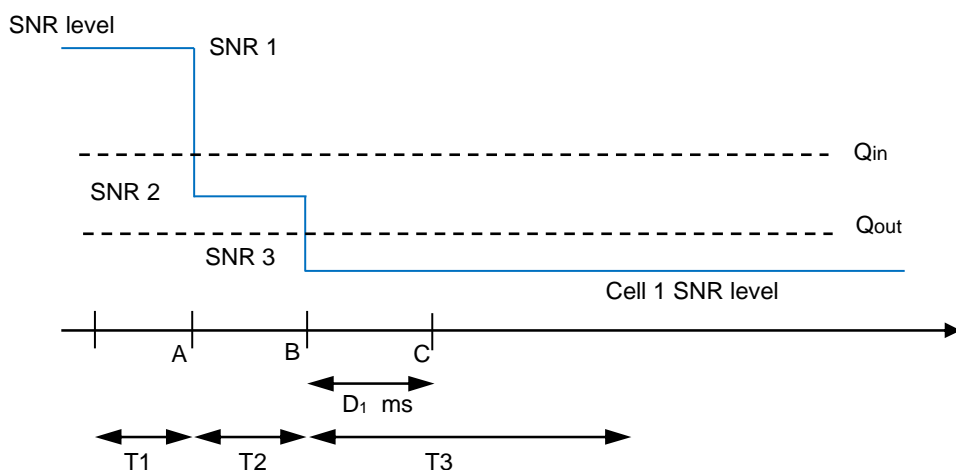 SNR level
SNR 1
Qin
SNR 2
Qout
SNR 3
Cell 1 SNR level
A B C
D1 ms
T1 T2 T3